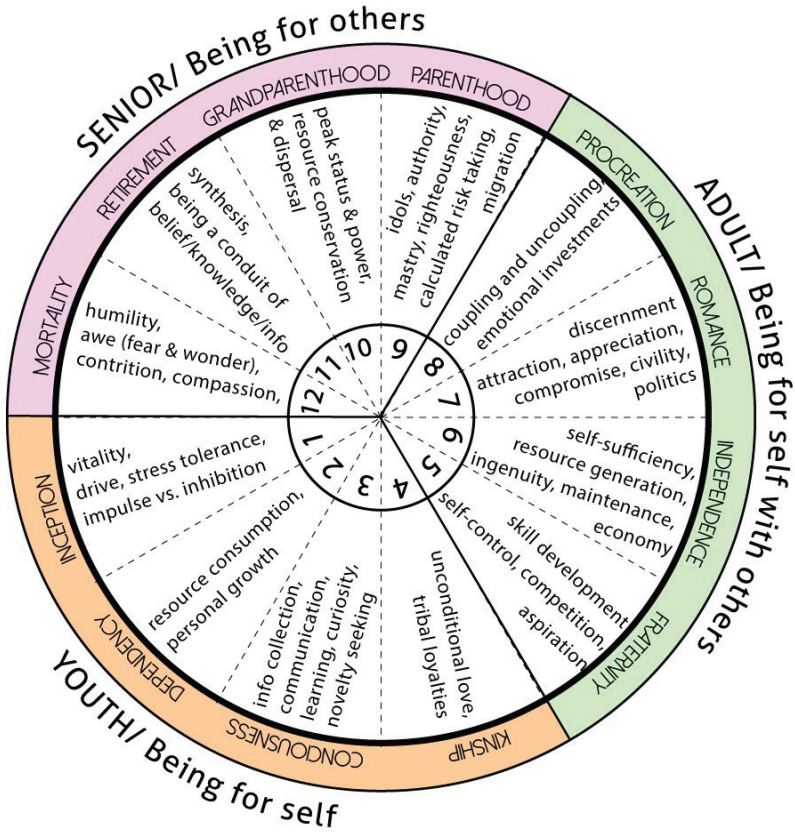 SENIOR/ Being for others
ADULT/ Being for self with others
YOUTH/ Being for self
INCEPTION
1
vitality,
drive, stress tolerance,
impulse vs. inhibition
DEPENDENCY
2
resource consumption,
personal growth
CONCIOUSNESS
3
info collection,
communication,
learning, curiosity,
novelty seeking
KINSHIP
4
unconditional love,
tribal loyalties
FRATERNITY
5
skill development
self-control, competition,
aspiration
INDEPENDENCE
6
self-sufficiency,
resource generation,
ingenuity, maintenance,
economy
ROMANCE
7
discernment
attraction, appreciation,
compromise, civility,
politics
PROCREATION
8
coupling and uncoupling,
emotional investments
PARENTHOOD
9
idols, authority,
mastry, righteousness,
calculated risk taking,
migration
GRANDPARENTHOOD
10
peak status & power,
resource conservation
& dispersal
RETIREMENT
11
synthesis,
being a conduit of
belief/knowledge/info
MORTALITY
12
humility,
awe (fear & wonder),
contrition, compassion,